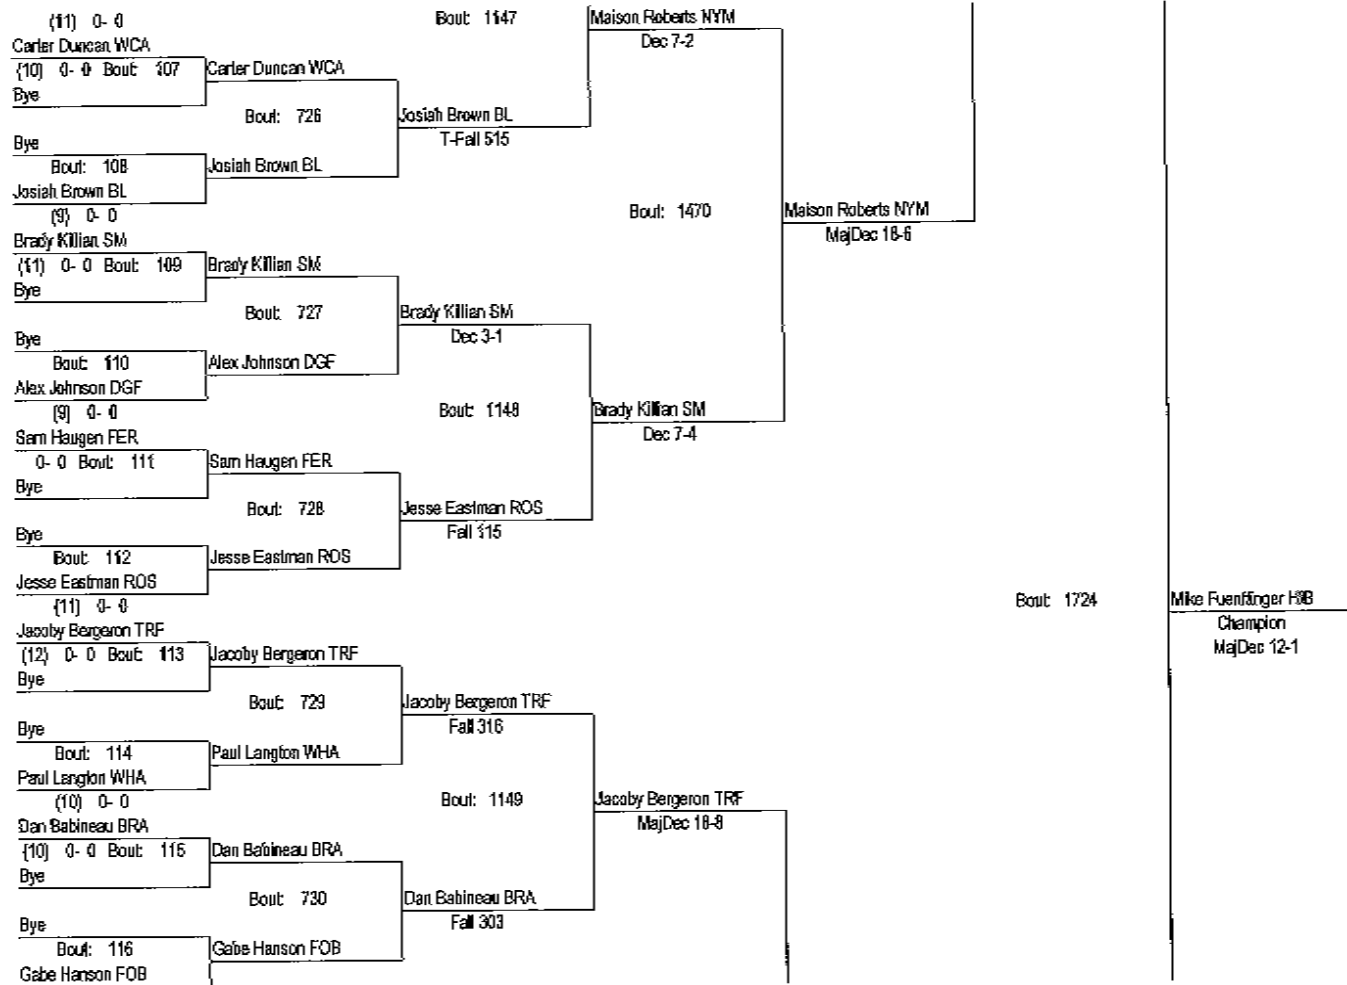 (11) 0- 0
Bout: 1147
Maison Roberts NYM
Dec 7-2
Carter Duncan WCA
(10) 0- 0 Bout: 107
Carter Duncan WCA
Bye
Bout: 726
Josiah Brown BL
T-Fall 515
Bye
Bout: 108
Josiah Brown BL
Josiah Brown BL
(9) 0- 0
Bout: 1470
Maison Roberts NYM
MajDec 18-6
Brady Killian SM
(11) 0- 0 Bout: 109
Brady Killian SM
Bye
Bout: 727
Brady Killian SM
Dec 3-1
Bye
Bout: 110
Alex Johnson DGF
Alex Johnson DGF
(9) 0- 0
Bout: 1148
Brady Killian SM
Dec 7-4
Sam Haugen FER
0- 0 Bout: 111
Sam Haugen FER
Bye
Bout: 728
Jesse Eastman ROS
Fall 115
Bye
Bout: 112
Jesse Eastman ROS
Jesse Eastman ROS
(11) 0- 0
Bout: 1724
Mike Fuenffinger HIB
Champion
MajDec 12-1
Jacoby Bergeron TRF
(12) 0- 0 Bout: 113
Jacoby Bergeron TRF
Bye
Bout: 729
Jacoby Bergeron TRF
Fall 316
Bye
Bout: 114
Paul Langton WHA
Paul Langton WHA
(10) 0- 0
Bout: 1149
Jacoby Bergeron TRF
MajDec 18-8
Dan Babineau BRA
(10) 0- 0 Bout: 115
Dan Babineau BRA
Bye
Bout: 730
Dan Babineau BRA
Fall 303
Bye
Bout: 116
Gabe Hanson FOB
Gabe Hanson FOB